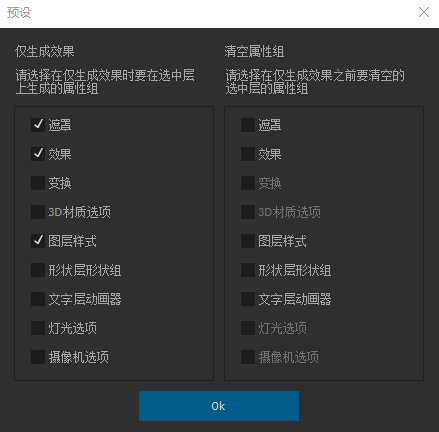 预设
仅生成效果
请选择在仅生成效果时要在选中层
上生成的属性组
遮罩
效果
变换
3D材质选项
图层样式
形状层形状组
文字层动画器
灯光选项
摄像机选项
清空属性组
请选择在仅生成效果之前要清空的
选中层的属性组
遮罩
效果
变换
3D材质选项
图层样式
形状层形状组
文字层动画器
灯光选项
摄像机选项
Ok